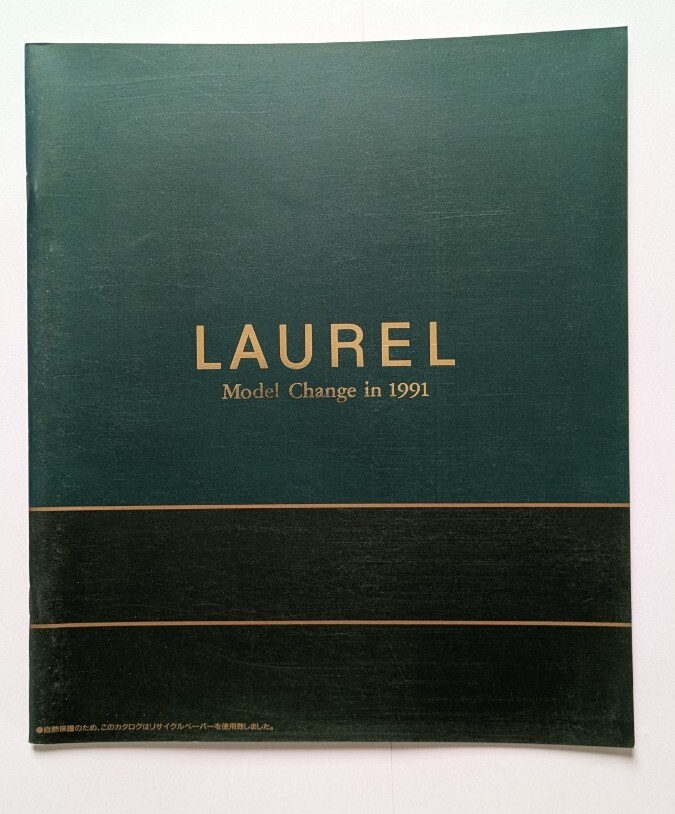 LAUREL
Model Change in 1991
●自然保護のため、このカタログはリサイクルペーパーを使用致しました。